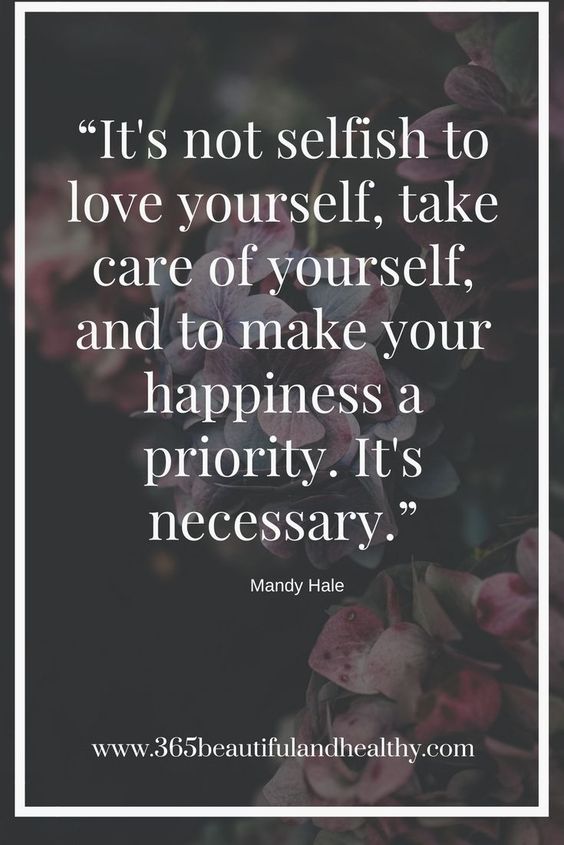 “It's not selfish to
love yourself, take
care of yourself,
and to make your
happiness a
priority. It's
necessary.”
Mandy Hale
www.365beautifulandhealthy.com